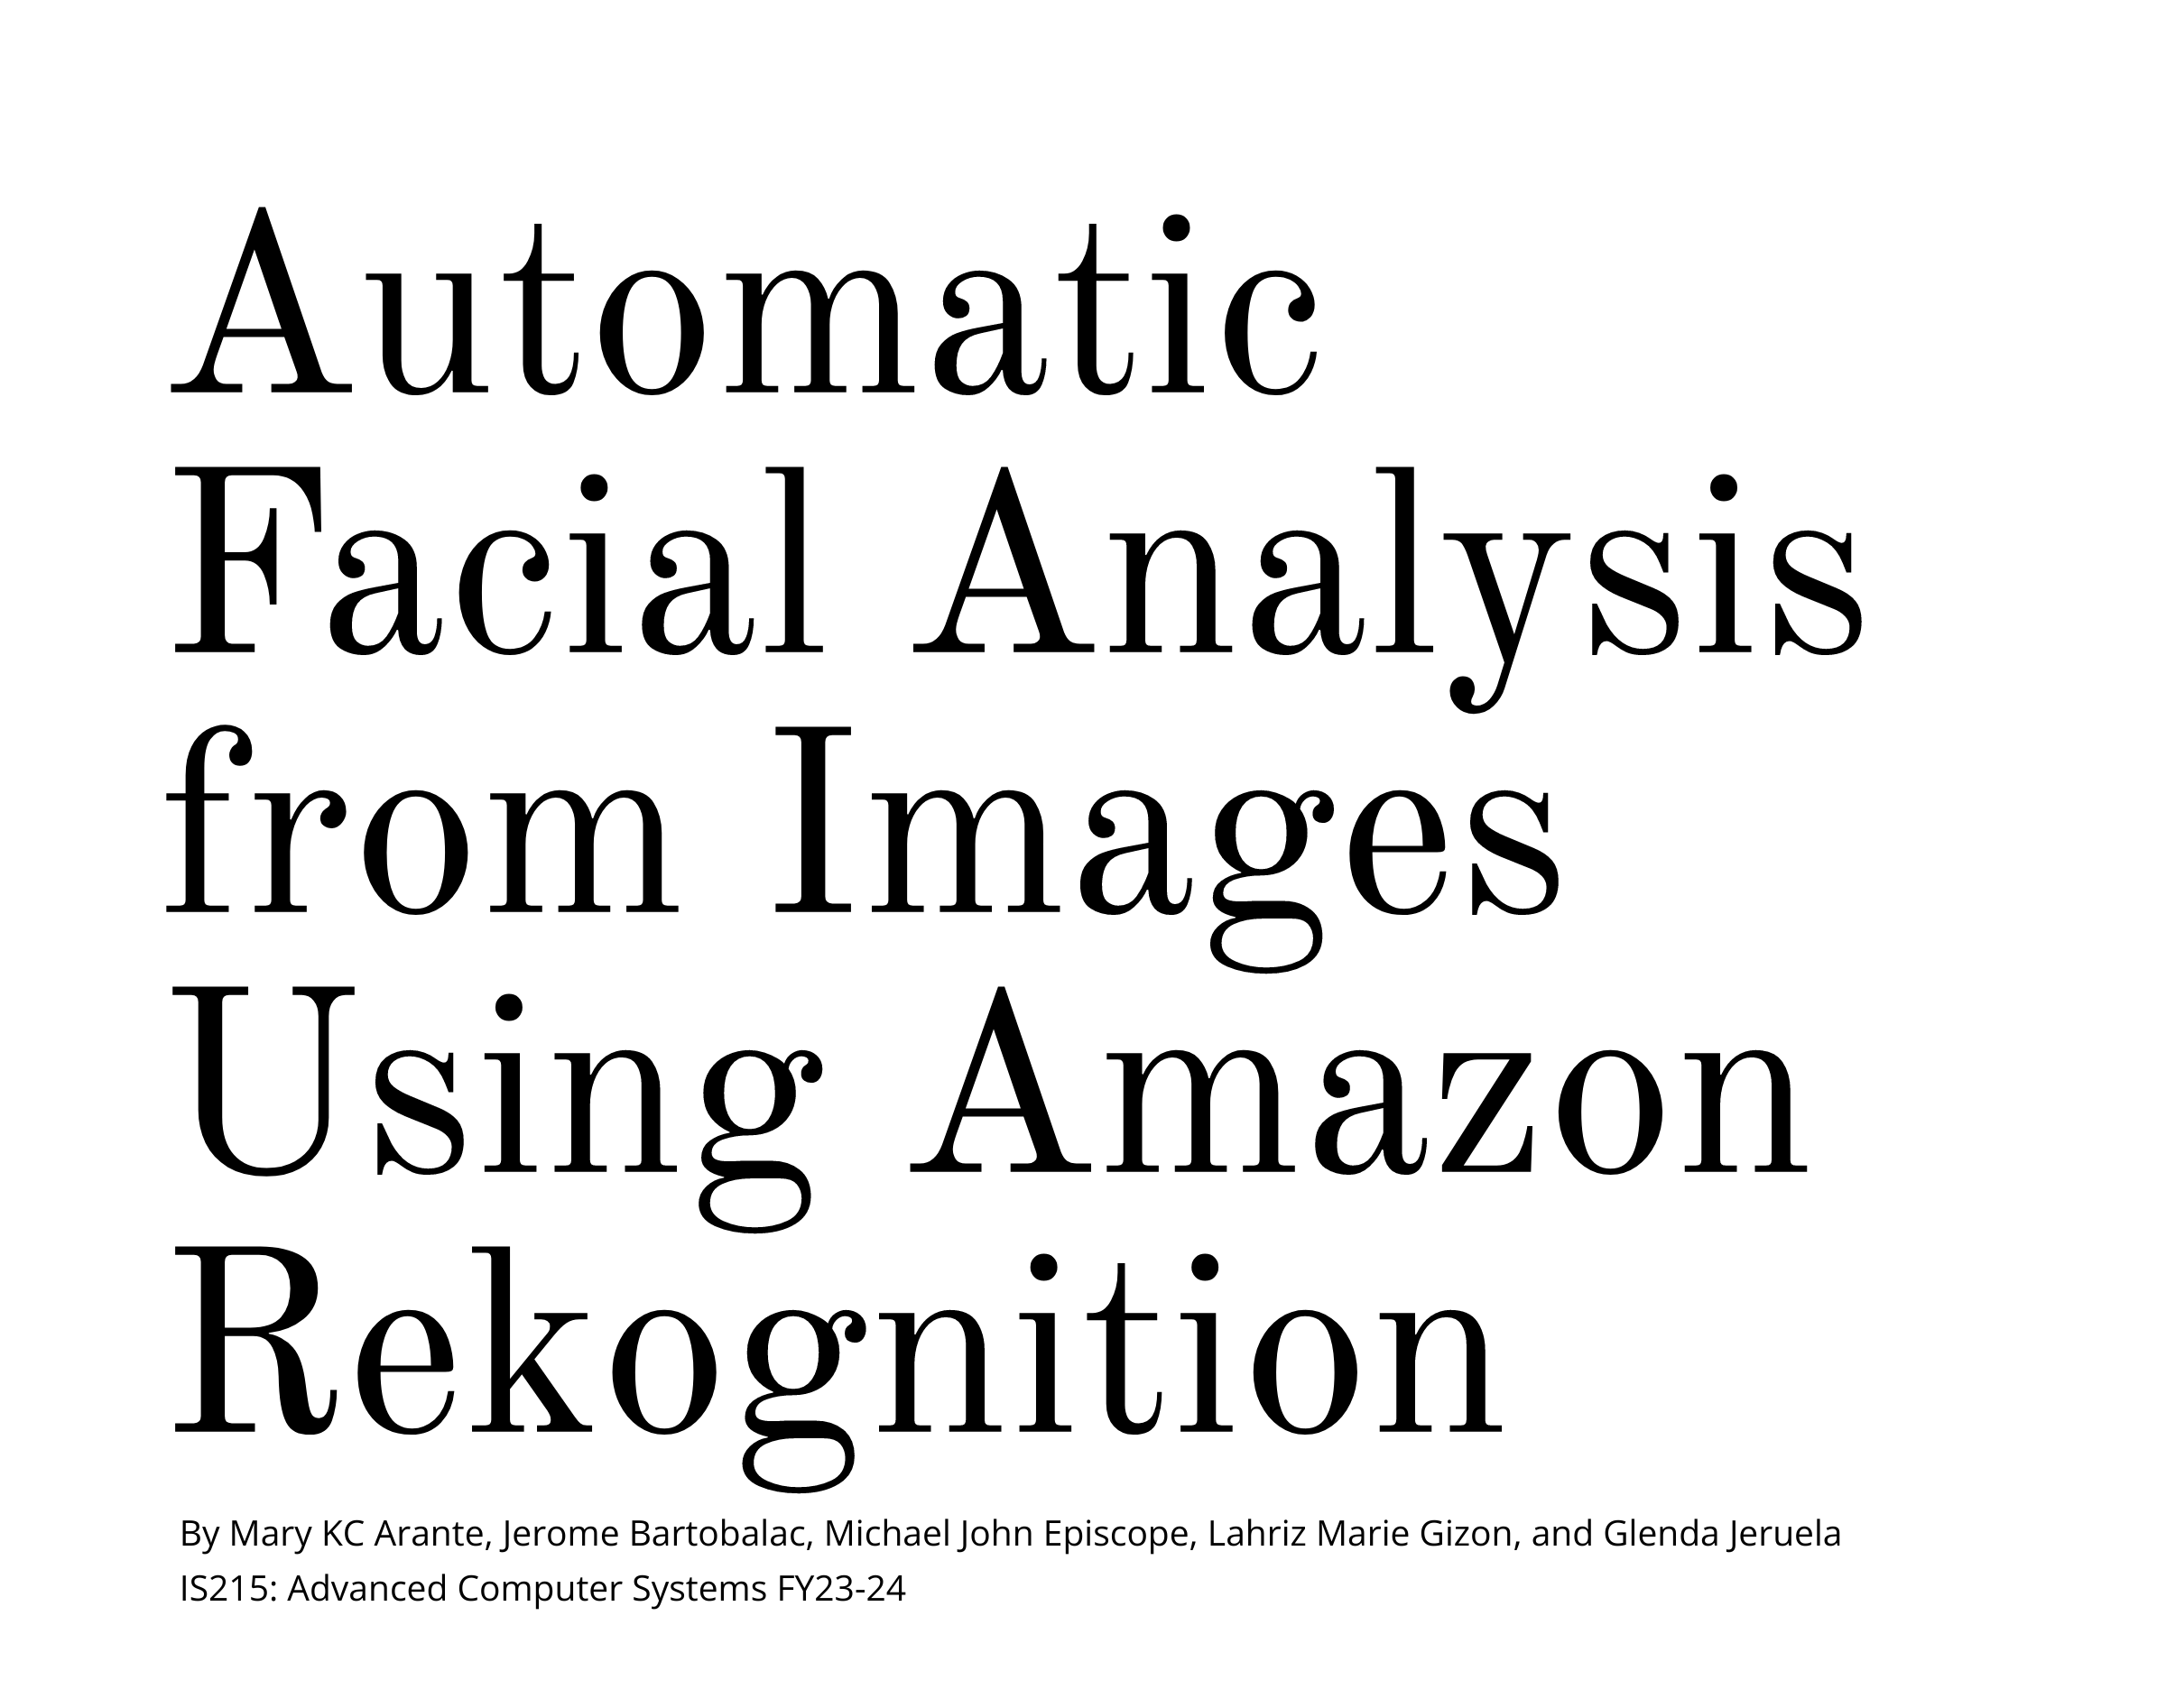 Automatic
Facial Analysis
from Images
Using Amazon
Rekognition
By Mary KC Arante, Jerome Bartobalac, Michael John Episcope, Lahriz Marie Gizon, and Glenda Jeruela
IS215: Advanced Computer Systems FY23-24